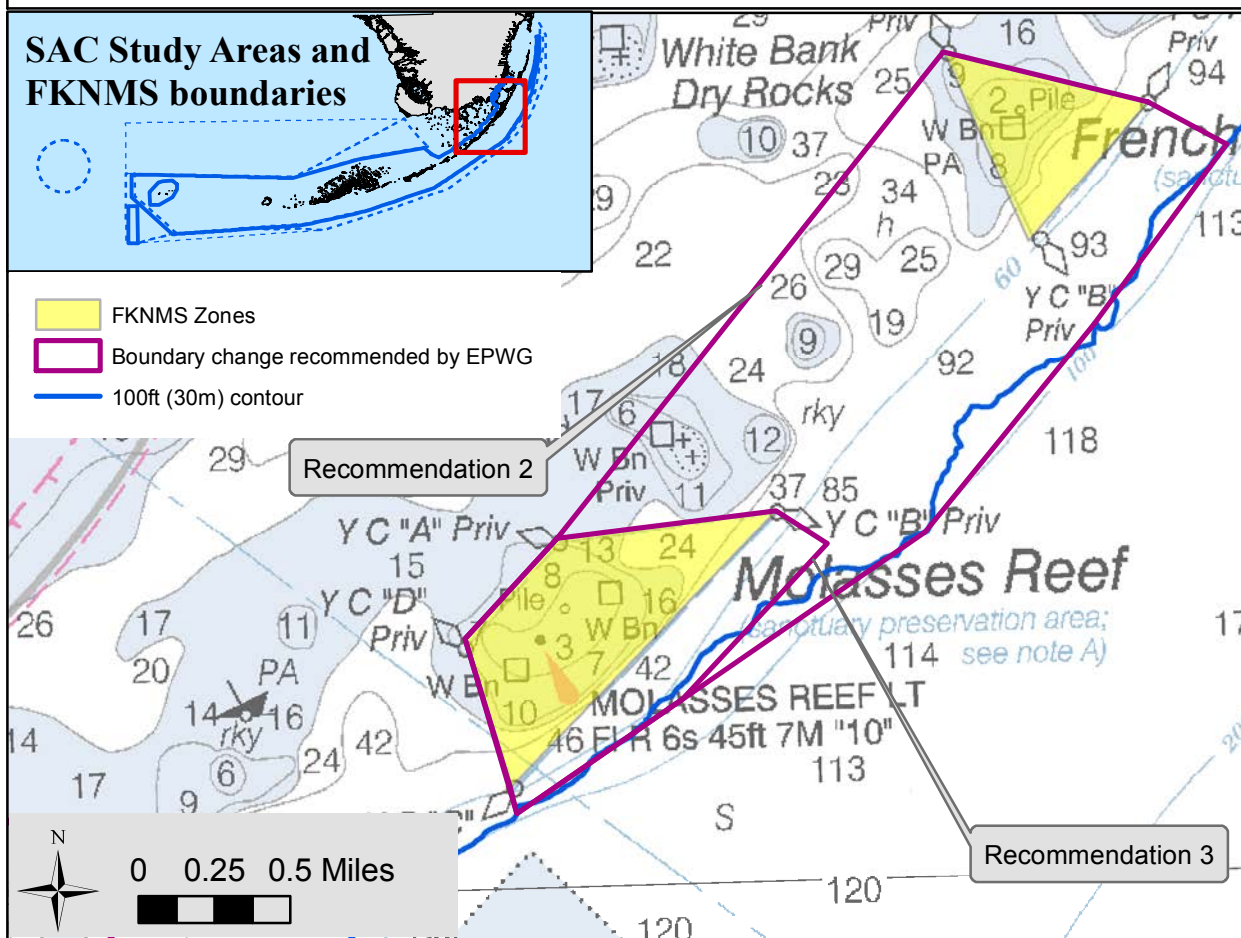 SAC Study Areas and
FKNMS boundaries
FKNMS Zones
Boundary change recommended by EPWG
100ft (30m) contour
29
Priv
16
Priv
94
White Bank
Dry Rocks
25
9
2
Pile
W Bn
PA
8
10
37
French
23
34
h
29
25
19
22
26
60
93
113
Y C "B"
Priv
9
18
24
92
100
17
6
rky
118
12
W Bn
Priv
11
29
Recommendation 2
37
85
Y C "B" Priv
Y C "A" Priv
13
24
15
8
Molasses Reef
Y C "D"
Priv
Pile
16
W Bn
(sanctuary preservation area;
see note A)
26
17
11
3
7
42
114
17
20
PA
W Bn
10
MOLASSES REEF LT
46 Fl R 6s 45ft 7M "10"
14
16
rky
14
42
24
6
17
9
113
S
Recommendation 3
N
0 0.25 0.5 Miles
120
120